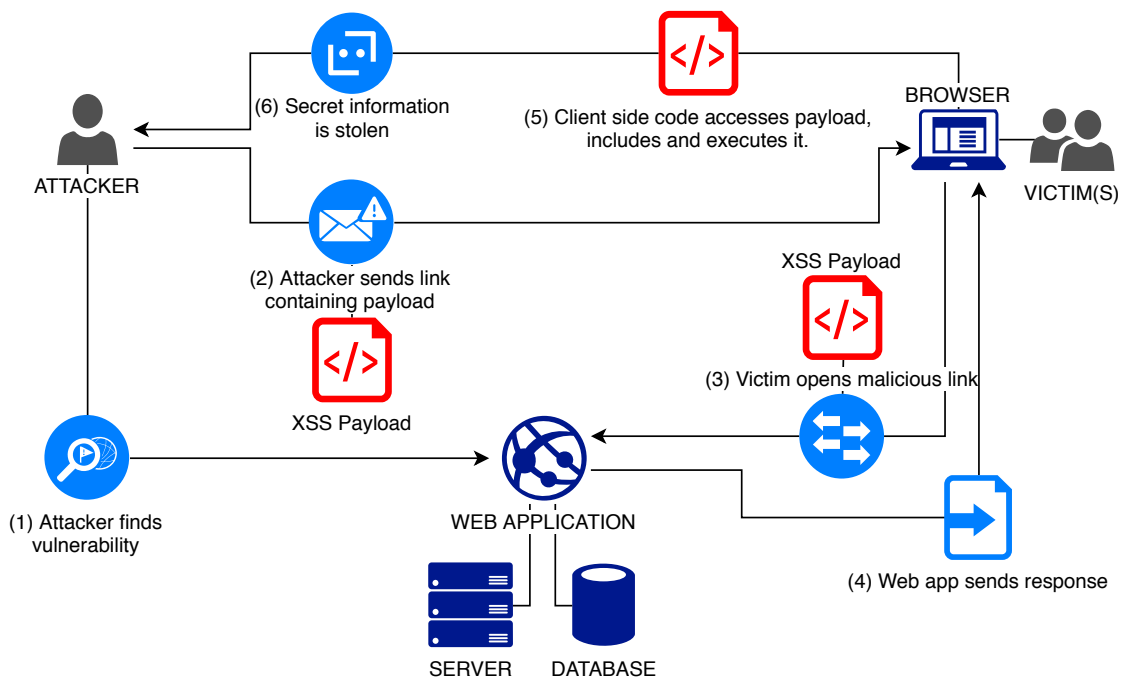 BROWSER
(6) Secret information
is stolen
(5) Client side code accesses payload,
includes and executes it.
ATTACKER
VICTIM(S)
(2) Attacker sends link
containing payload
XSS Payload
</>
XSS Payload
</>
(3) Victim opens malicious link
</>
(1) Attacker finds
vulnerability
WEB APPLICATION
(4) Web app sends response
SERVER
DATABASE